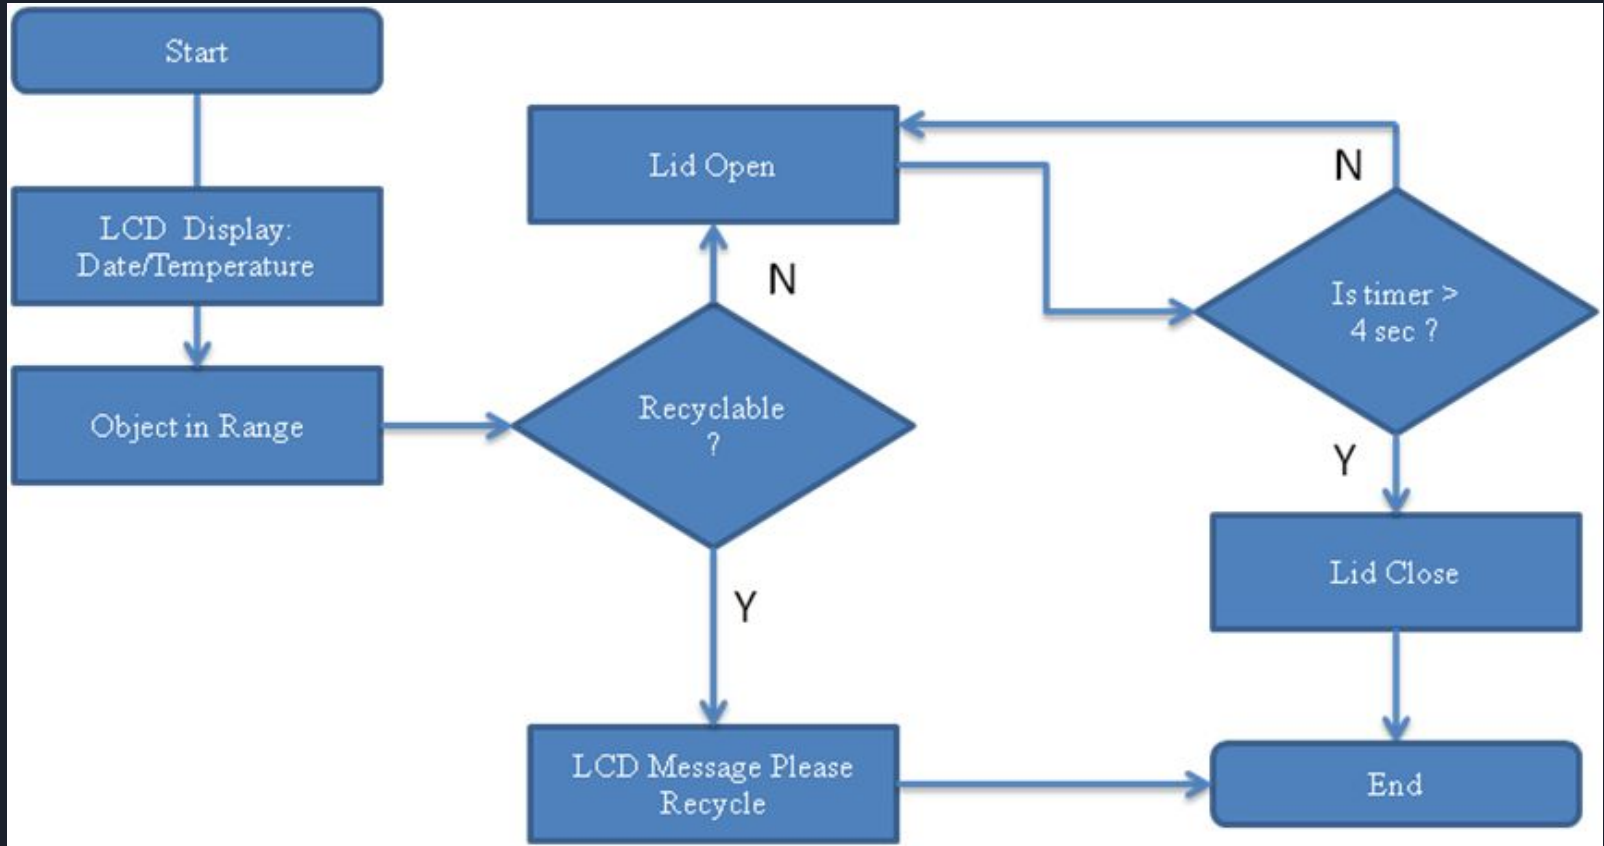 Start
LCD Display:
Date/Temperature
Object in Range
Recyclable
?
N
Lid Open
Y
LCD Message Please
Recycle
N
Is timer >
4 sec ?
Y
Lid Close
End